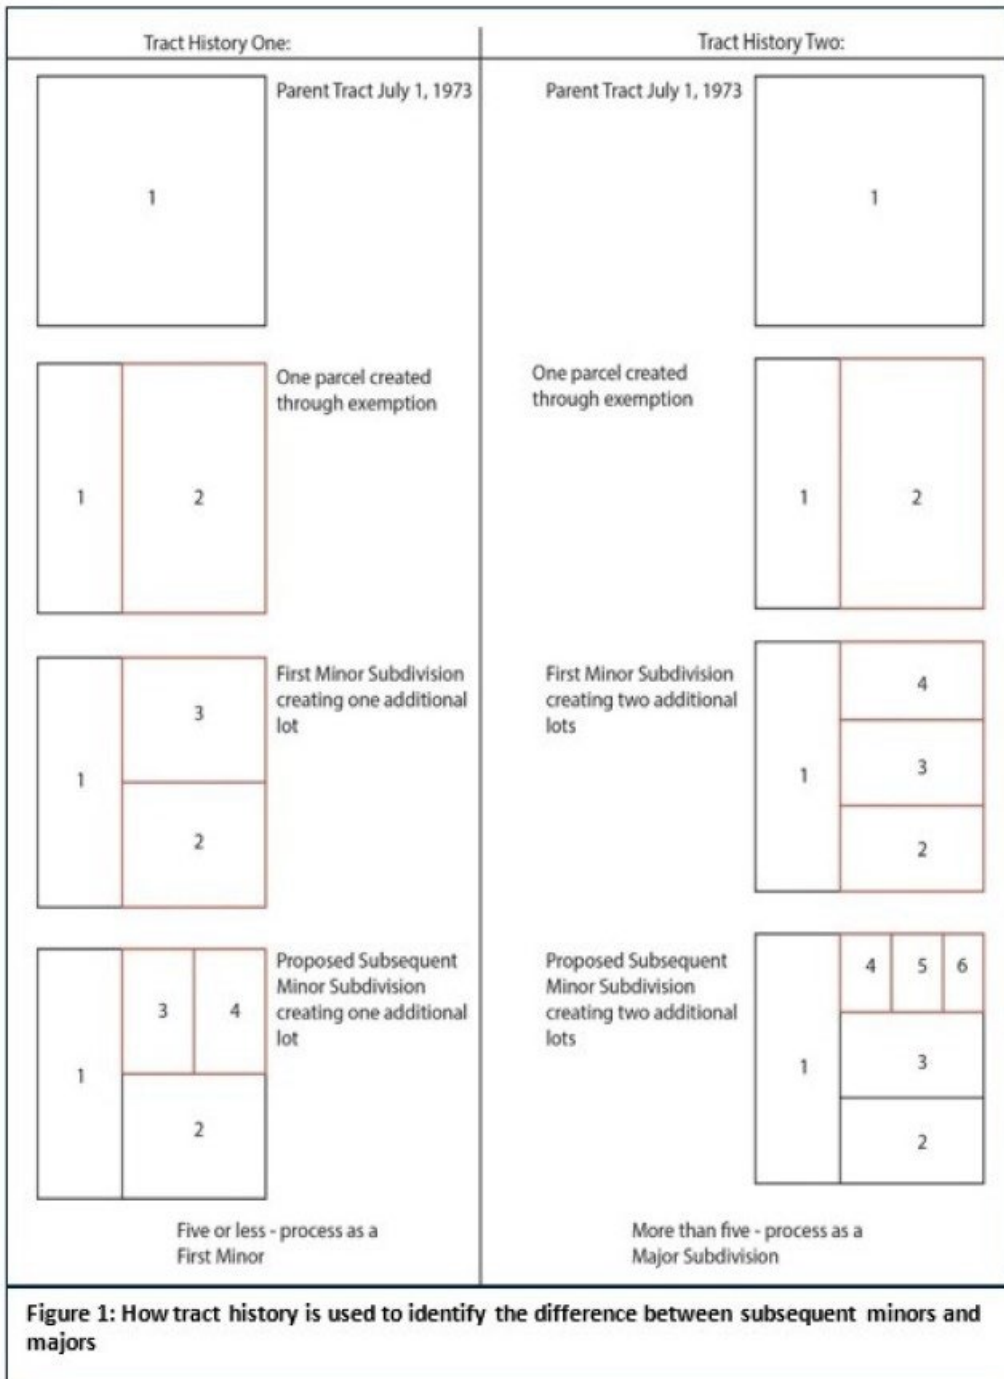 Tract History One:
Parent Tract July 1, 1973
1
One parcel created
through exemption
1
2
First Minor Subdivision
creating one additional
lot
3
1
2
Proposed Subsequent
Minor Subdivision
creating one additional
lot
3
4
1
2
Five or less - process as a
First Minor
Tract History Two:
Parent Tract July 1, 1973
1
One parcel created
through exemption
1
2
First Minor Subdivision
creating two additional
lots
4
3
1
2
Proposed Subsequent
Minor Subdivision
creating two additional
lots
4
5
6
3
1
2
More than five - process as a
Major Subdivision
Figure 1: How tract history is used to identify the difference between subsequent minors and
majors